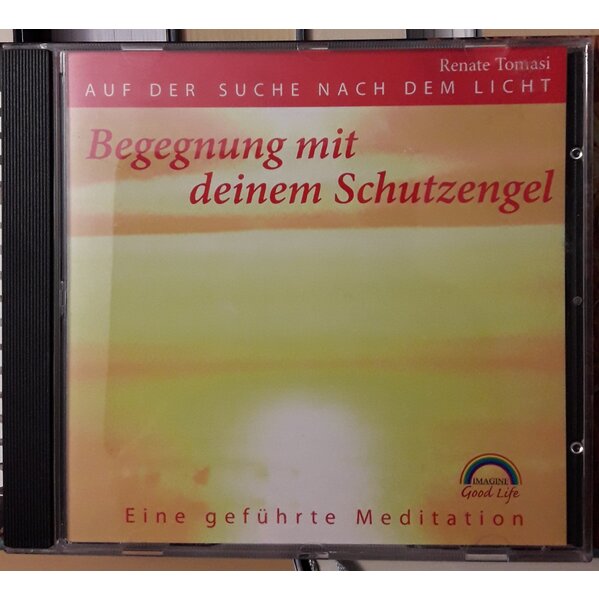 Renate Tomasi
AUF DER SUCHE NACH DEM LICHT
Begegnung mit
deinem Schutzengel
IMAGINE
Good Life
Eine geführte Meditation